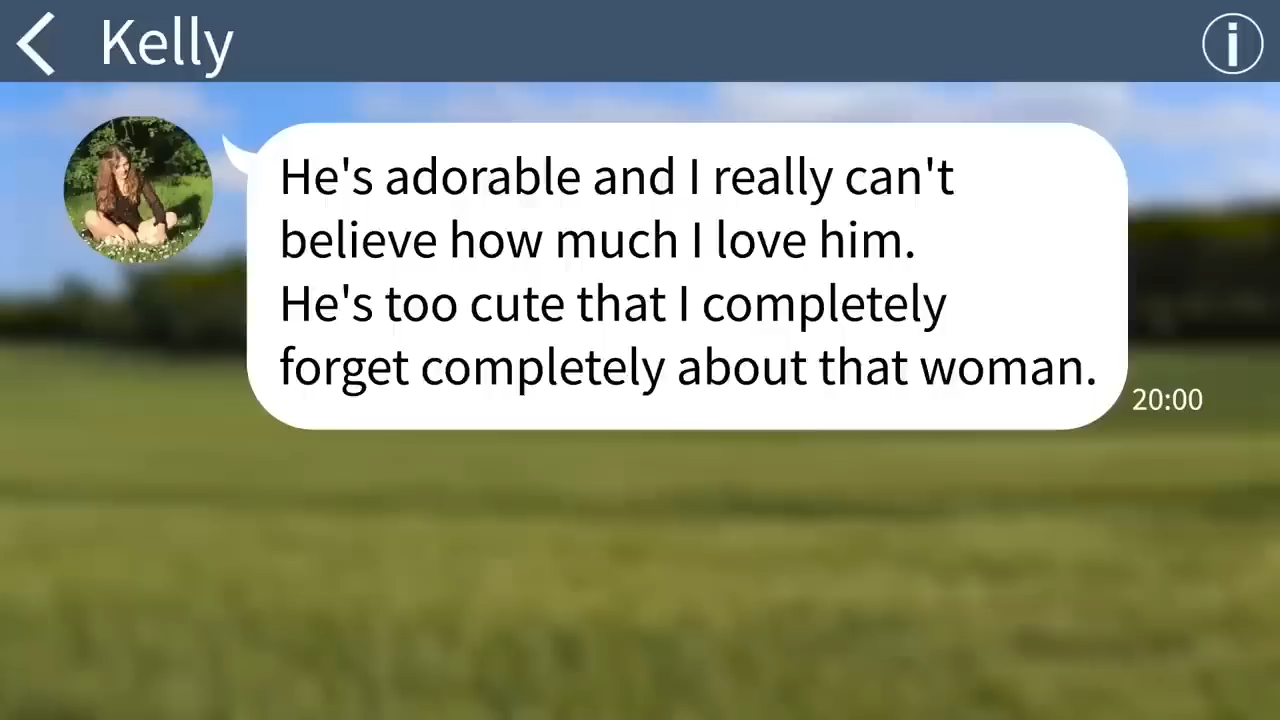 Kelly
He's adorable and I really can't
believe how much I love him.
He's too cute that I completely
forget completely about that woman.
20:00